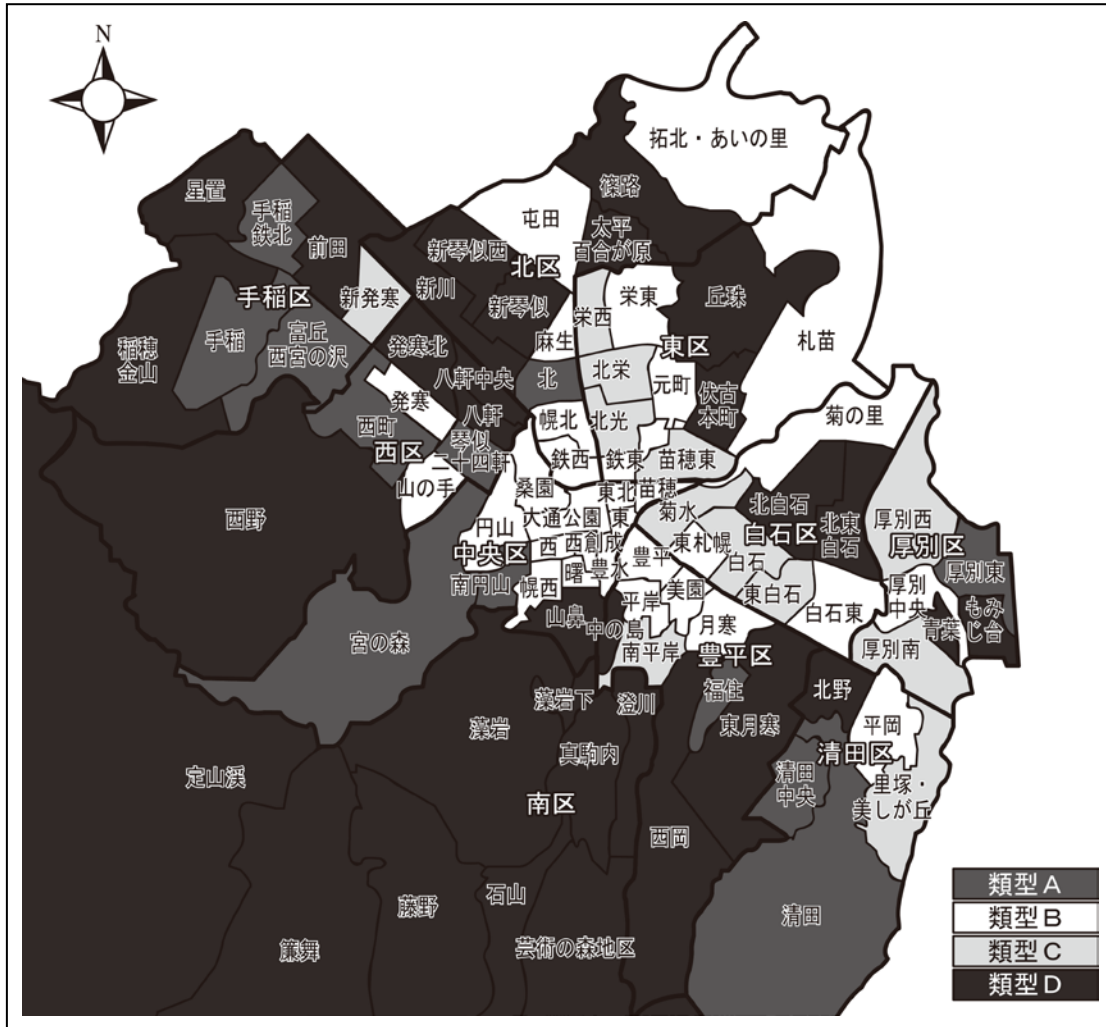 N
拓北・あいの里
星置
篠路
手稲
鉄北
屯田
太平
百合が原
前田
新琴似西
北区
手稲区
新発寒
新川
新琴似
栄西
栄東
丘珠
札苗
稲穂
金山
手稲
富丘
西宮の沢
発寒北
麻生
東区
八軒中央
北
北栄
元町
伏古
本町
発寒
八軒
菊の里
西町
琴似
二十四軒
幌北
北光
西区
鉄西
鉄東
苗穂東
山の手
桑園
東北
苗穂
北白石
北東
白石
厚別西
西野
円山
大通公園
東
菊水
白石区
厚別区
中央区
西
西創成
豊平
東札幌
白石
厚別東
南円山
幌西
曙
豊水
美園
東白石
白石東
厚別
中央
もみ
じ台
青葉
山鼻
平岸
中の島
月寒
宮の森
南平岸
豊平区
厚別南
藻岩下
澄川
福住
北野
平岡
藻岩
東月寒
清田区
定山渓
真駒内
清田
中央
里塚・
美しが丘
南区
西岡
石山
藤野
清田
簾舞
芸術の森地区
類型A
類型B
類型C
類型D